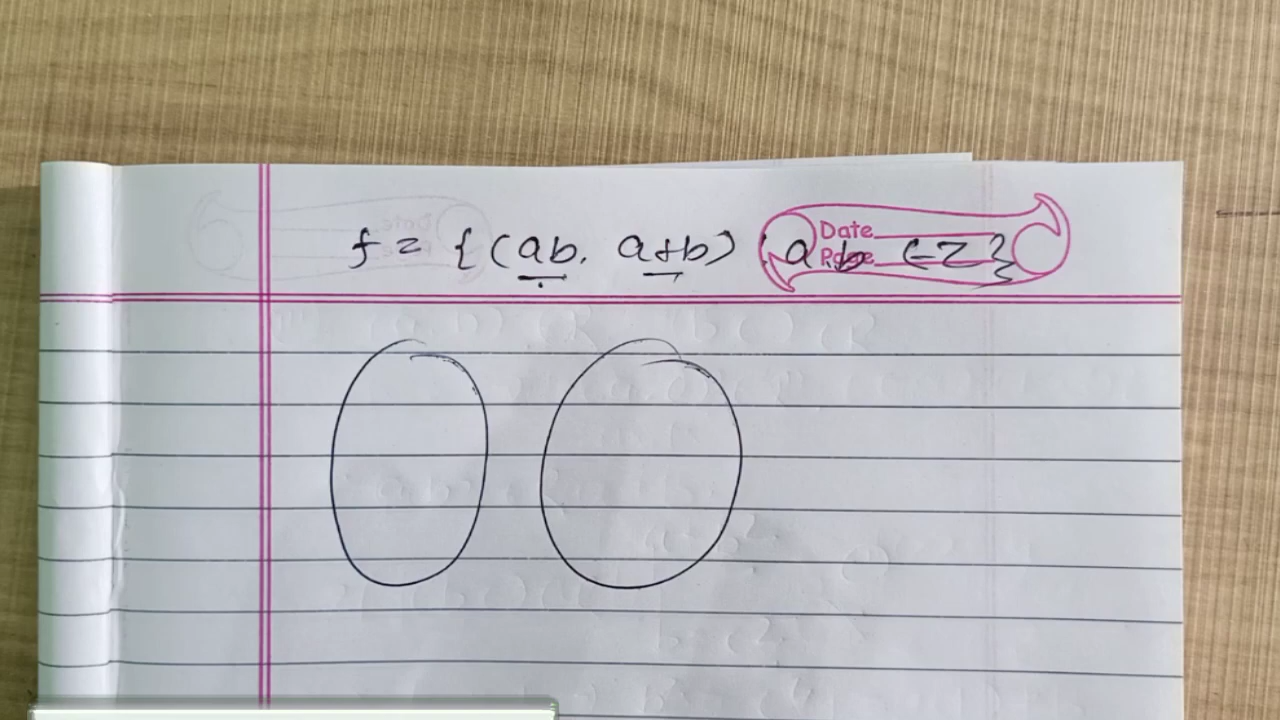 f = {(ab, a+b) : a, b ∈ Z}
Date
Page